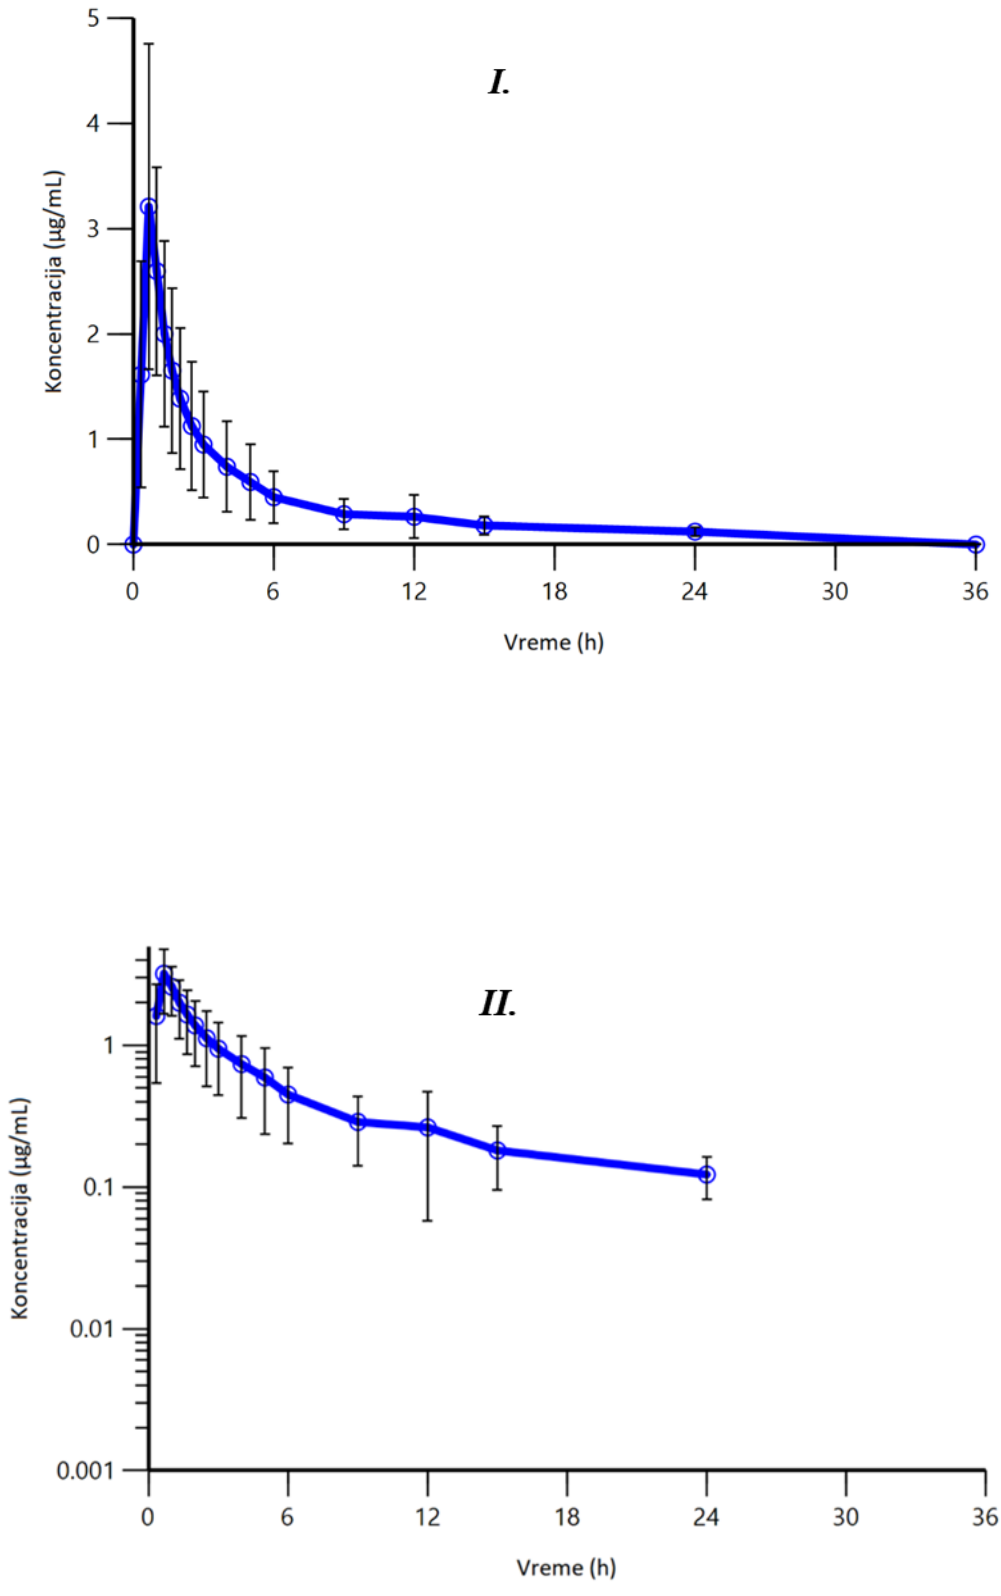 5
I.
4
3
2
1
0
Koncentracija (µg/mL)
0 6 12 18 24 30 36
Vreme (h)
II.
1
0.1
0.01
0.001
Koncentracija (µg/mL)
0 6 12 18 24 30 36
Vreme (h)